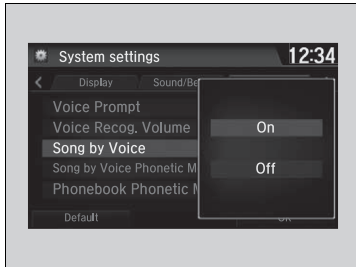 System settings
12:34
Display
Sound/Be
Voice Prompt
Voice Recog. Volume
Song by Voice
Song by Voice Phonetic M
Phonebook Phonetic M
On
Off
Default